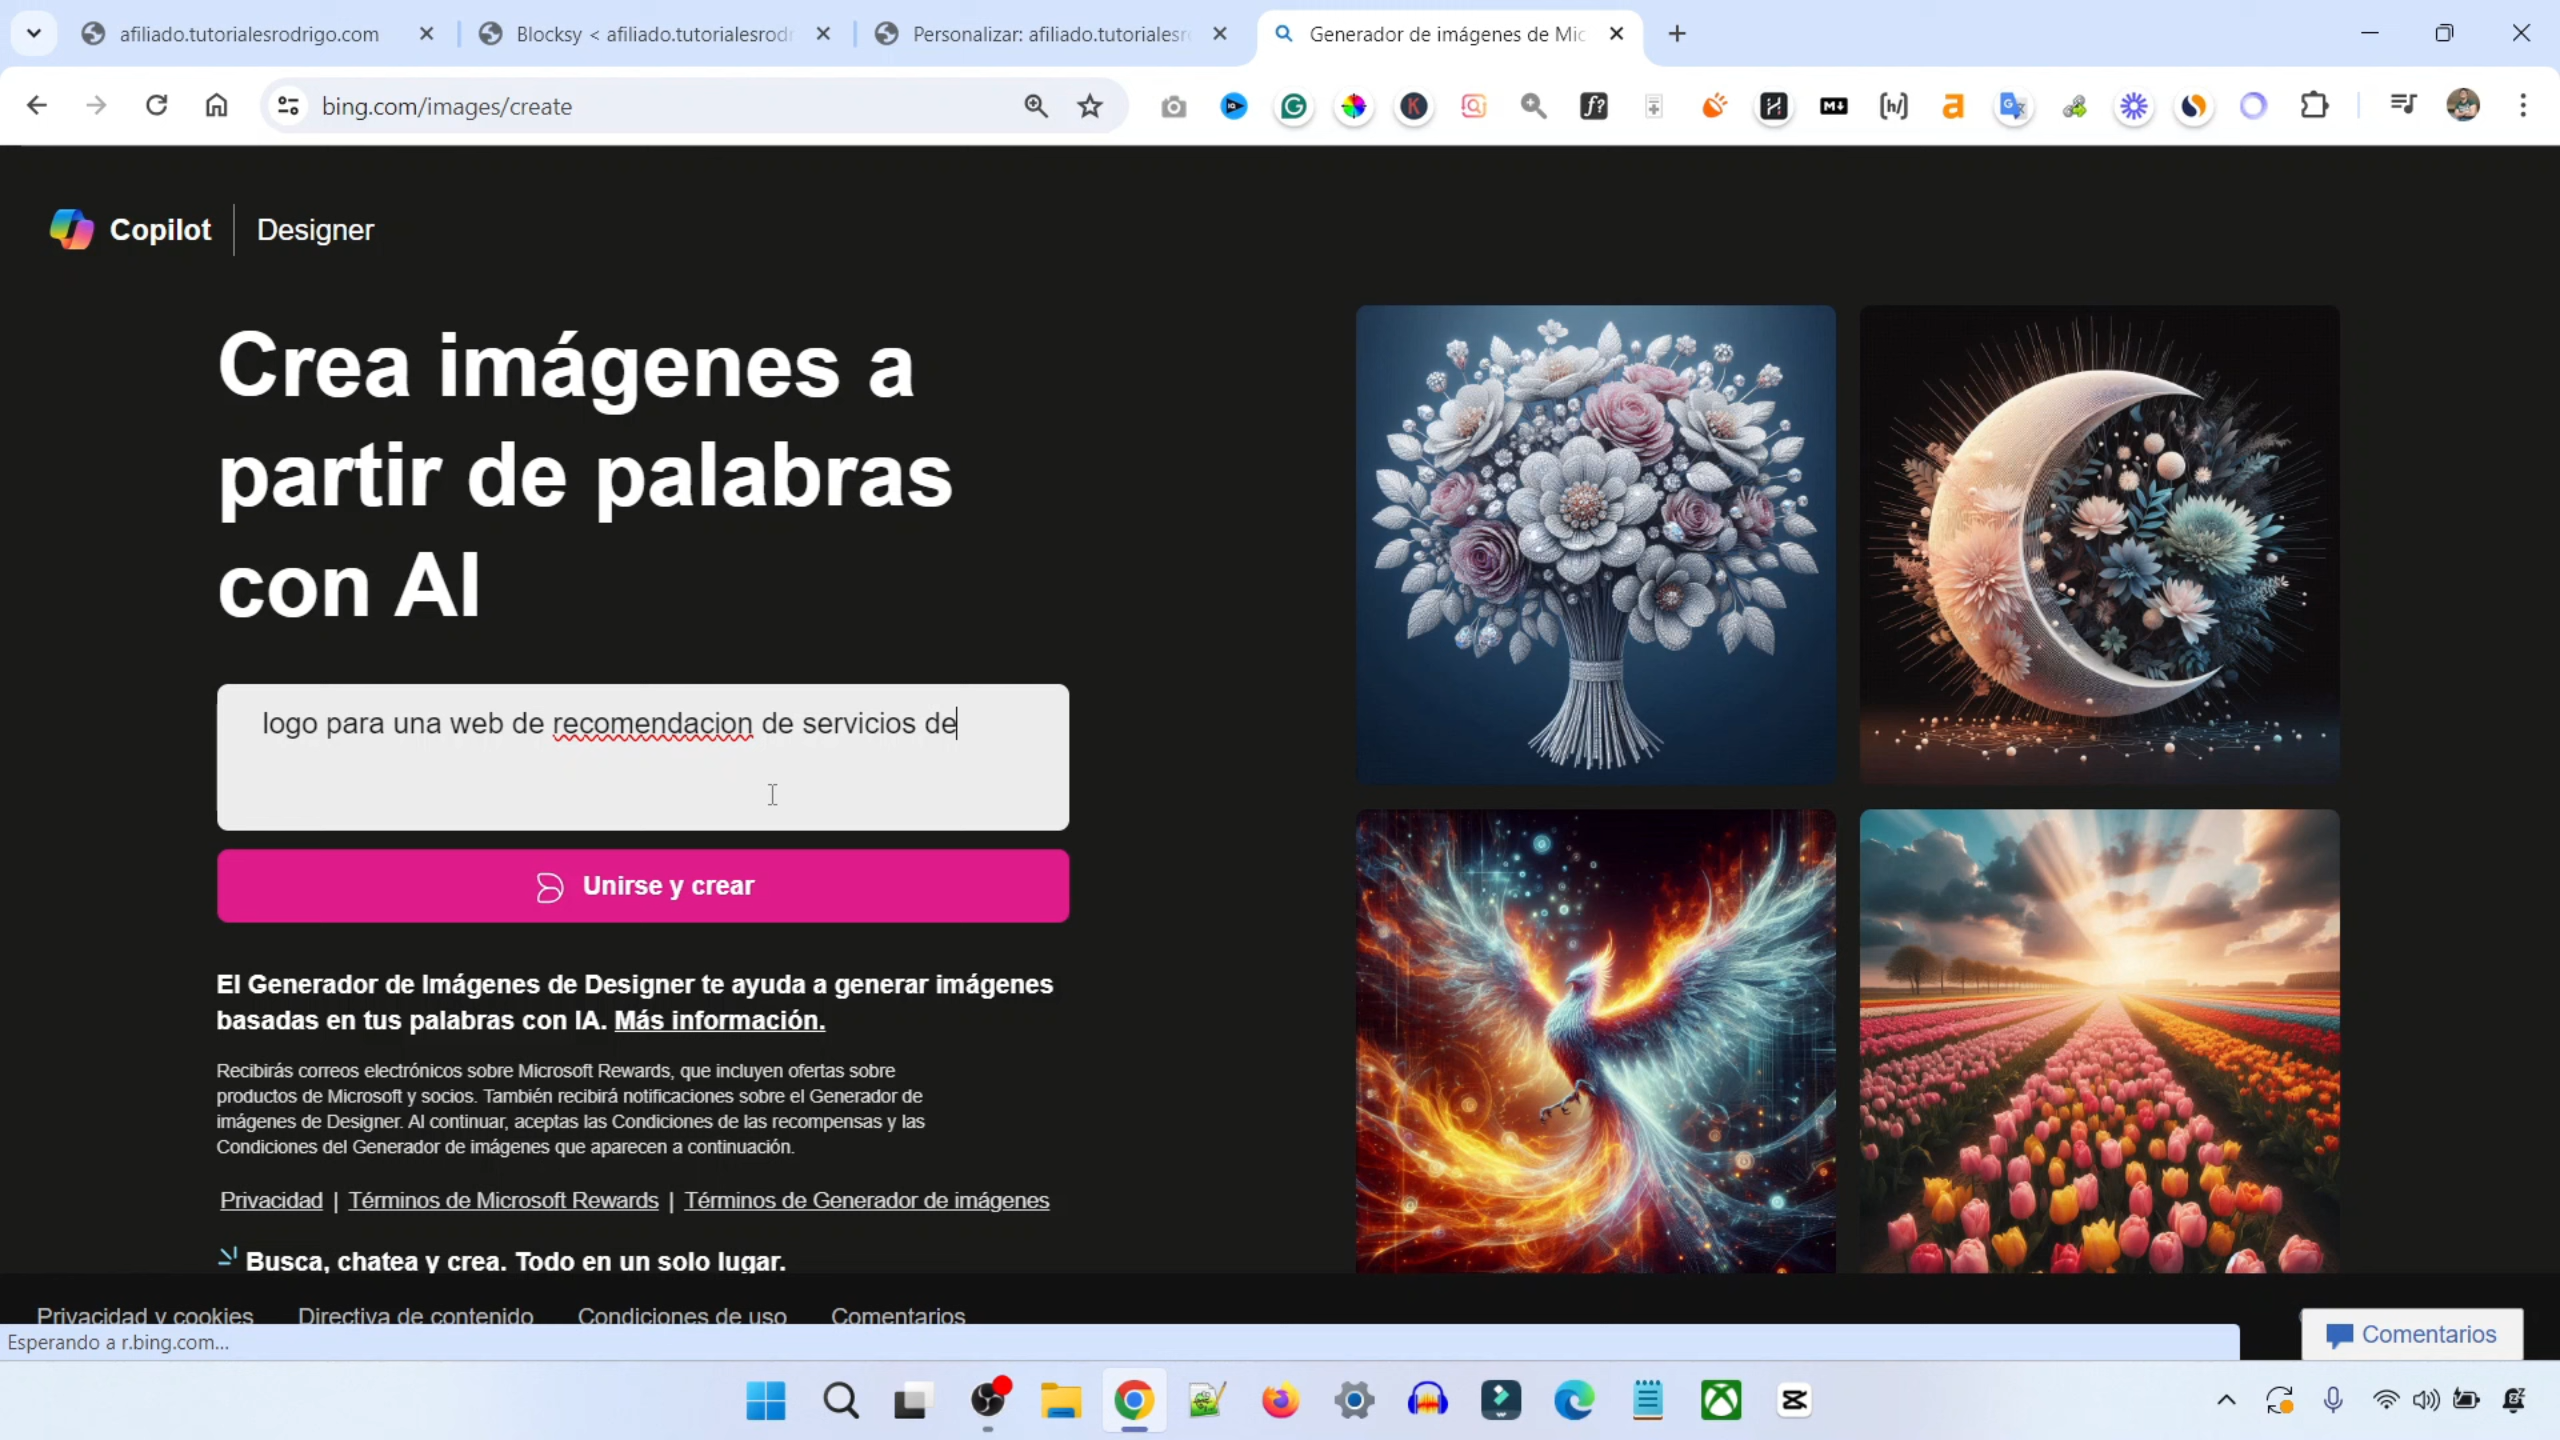 afiliado.tutorialesrodrigo.com
Blocksy < afiliado.tutorialesrodr
Personalizar: afiliado.tutorialesr
Generador de imágenes de Mic
bing.com/images/create
Copilot
Designer
Crea imágenes a
partir de palabras
con AI
logo para una web de recomendacion de servicios de
Unirse y crear
El Generador de Imágenes de Designer te ayuda a generar imágenes
basadas en tus palabras con IA. Más información.
Recibirás correos electrónicos sobre Microsoft Rewards, que incluyen ofertas sobre
productos de Microsoft y socios. También recibirá notificaciones sobre el Generador de
imágenes de Designer. Al continuar, aceptas las Condiciones de las recompensas y las
Condiciones del Generador de imágenes que aparecen a continuación.
Privacidad | Términos de Microsoft Rewards | Términos de Generador de imágenes
Busca, chatea y crea. Todo en un solo lugar.
Privacidad y cookies
Directiva de contenido
Condiciones de uso
Comentarios
Esperando a r.bing.com...
Comentarios